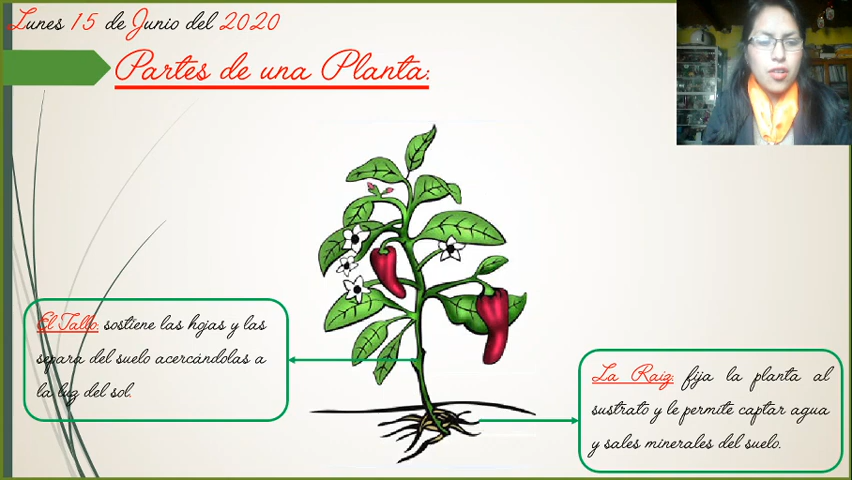 Lunes 15 de Junio del 2020
Partes de una Planta:
El Tallo: sostiene las hojas y las
separa del suelo acercándolas a
la luz del sol.
La Raiz: fija la planta al
sustrato y le permite captar agua
y sales minerales del suelo.